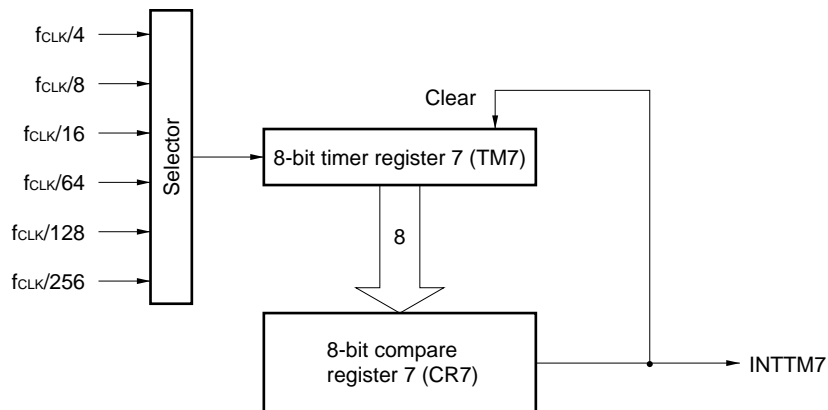 fCLK/4
fCLK/8
fCLK/16
fCLK/64
fCLK/128
fCLK/256
Selector
Clear
8-bit timer register 7 (TM7)
8
8-bit compare
register 7 (CR7)
INTTM7